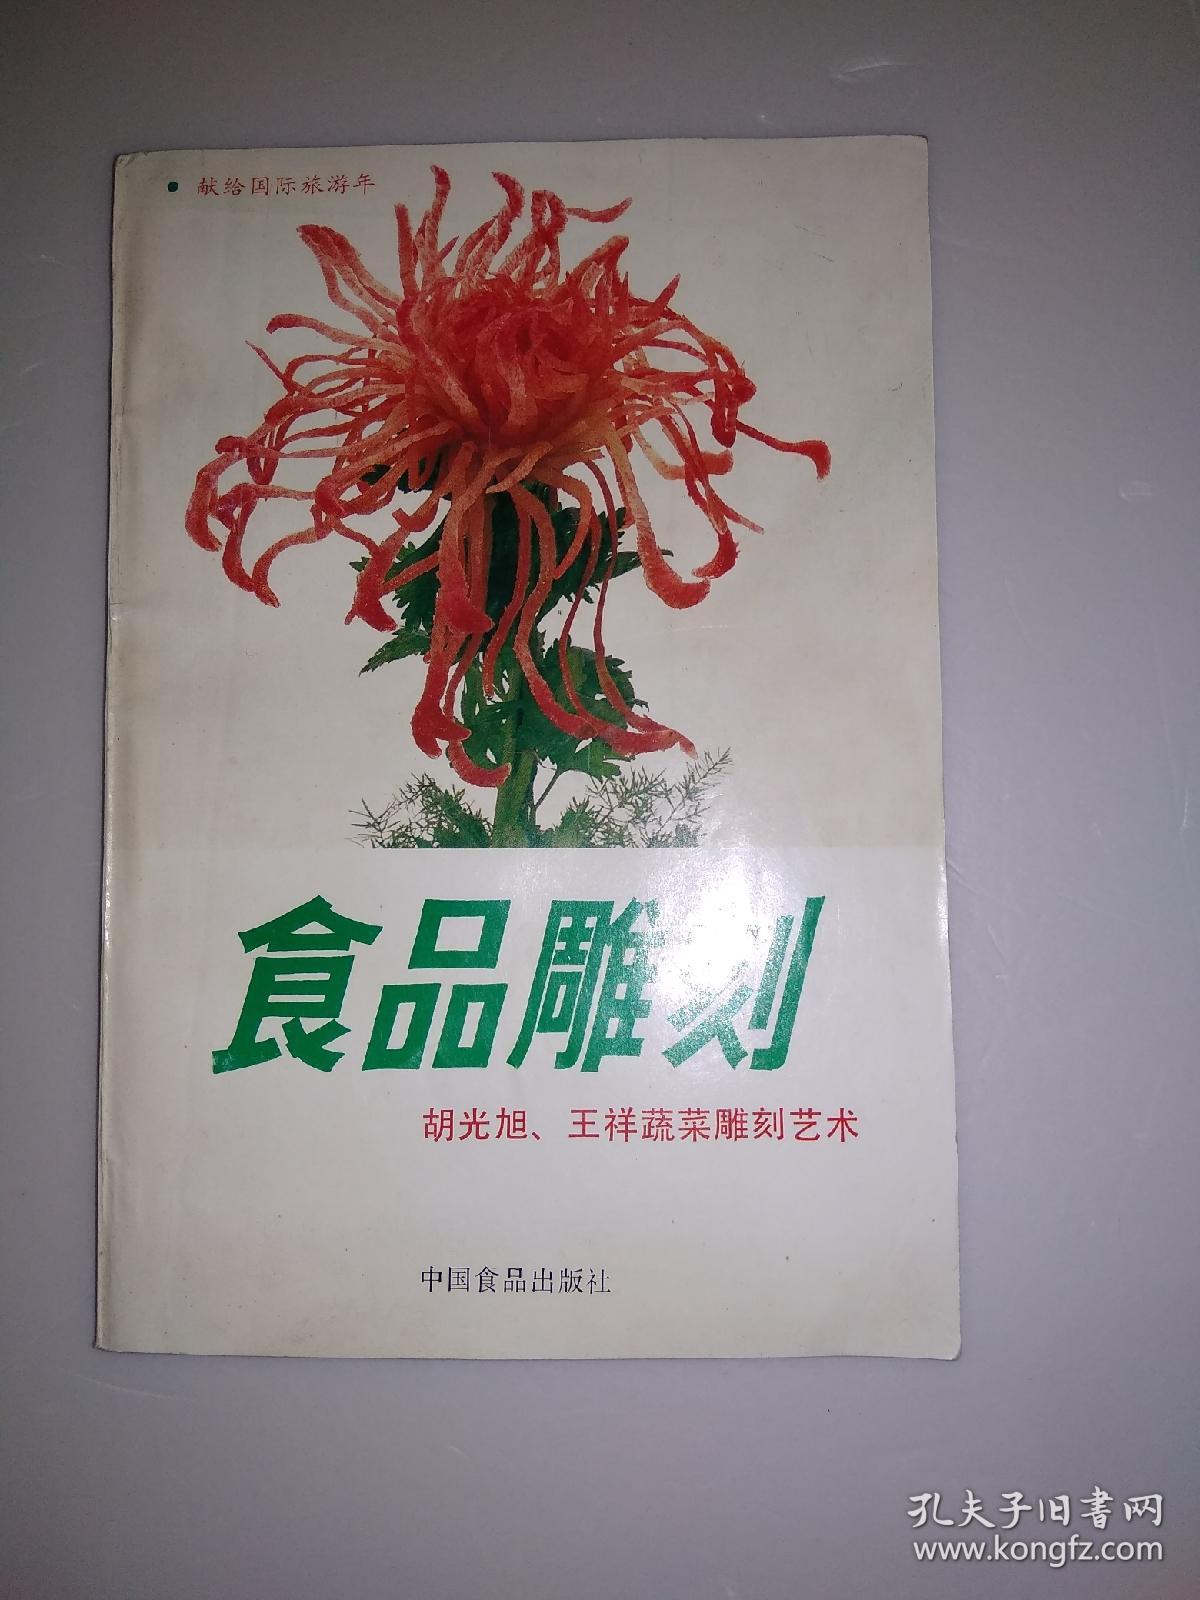 • 献给国际旅游年
食品雕刻
胡光旭、王祥蔬菜雕刻艺术
中国食品出版社
孔夫子旧书网
www.kongfz.com